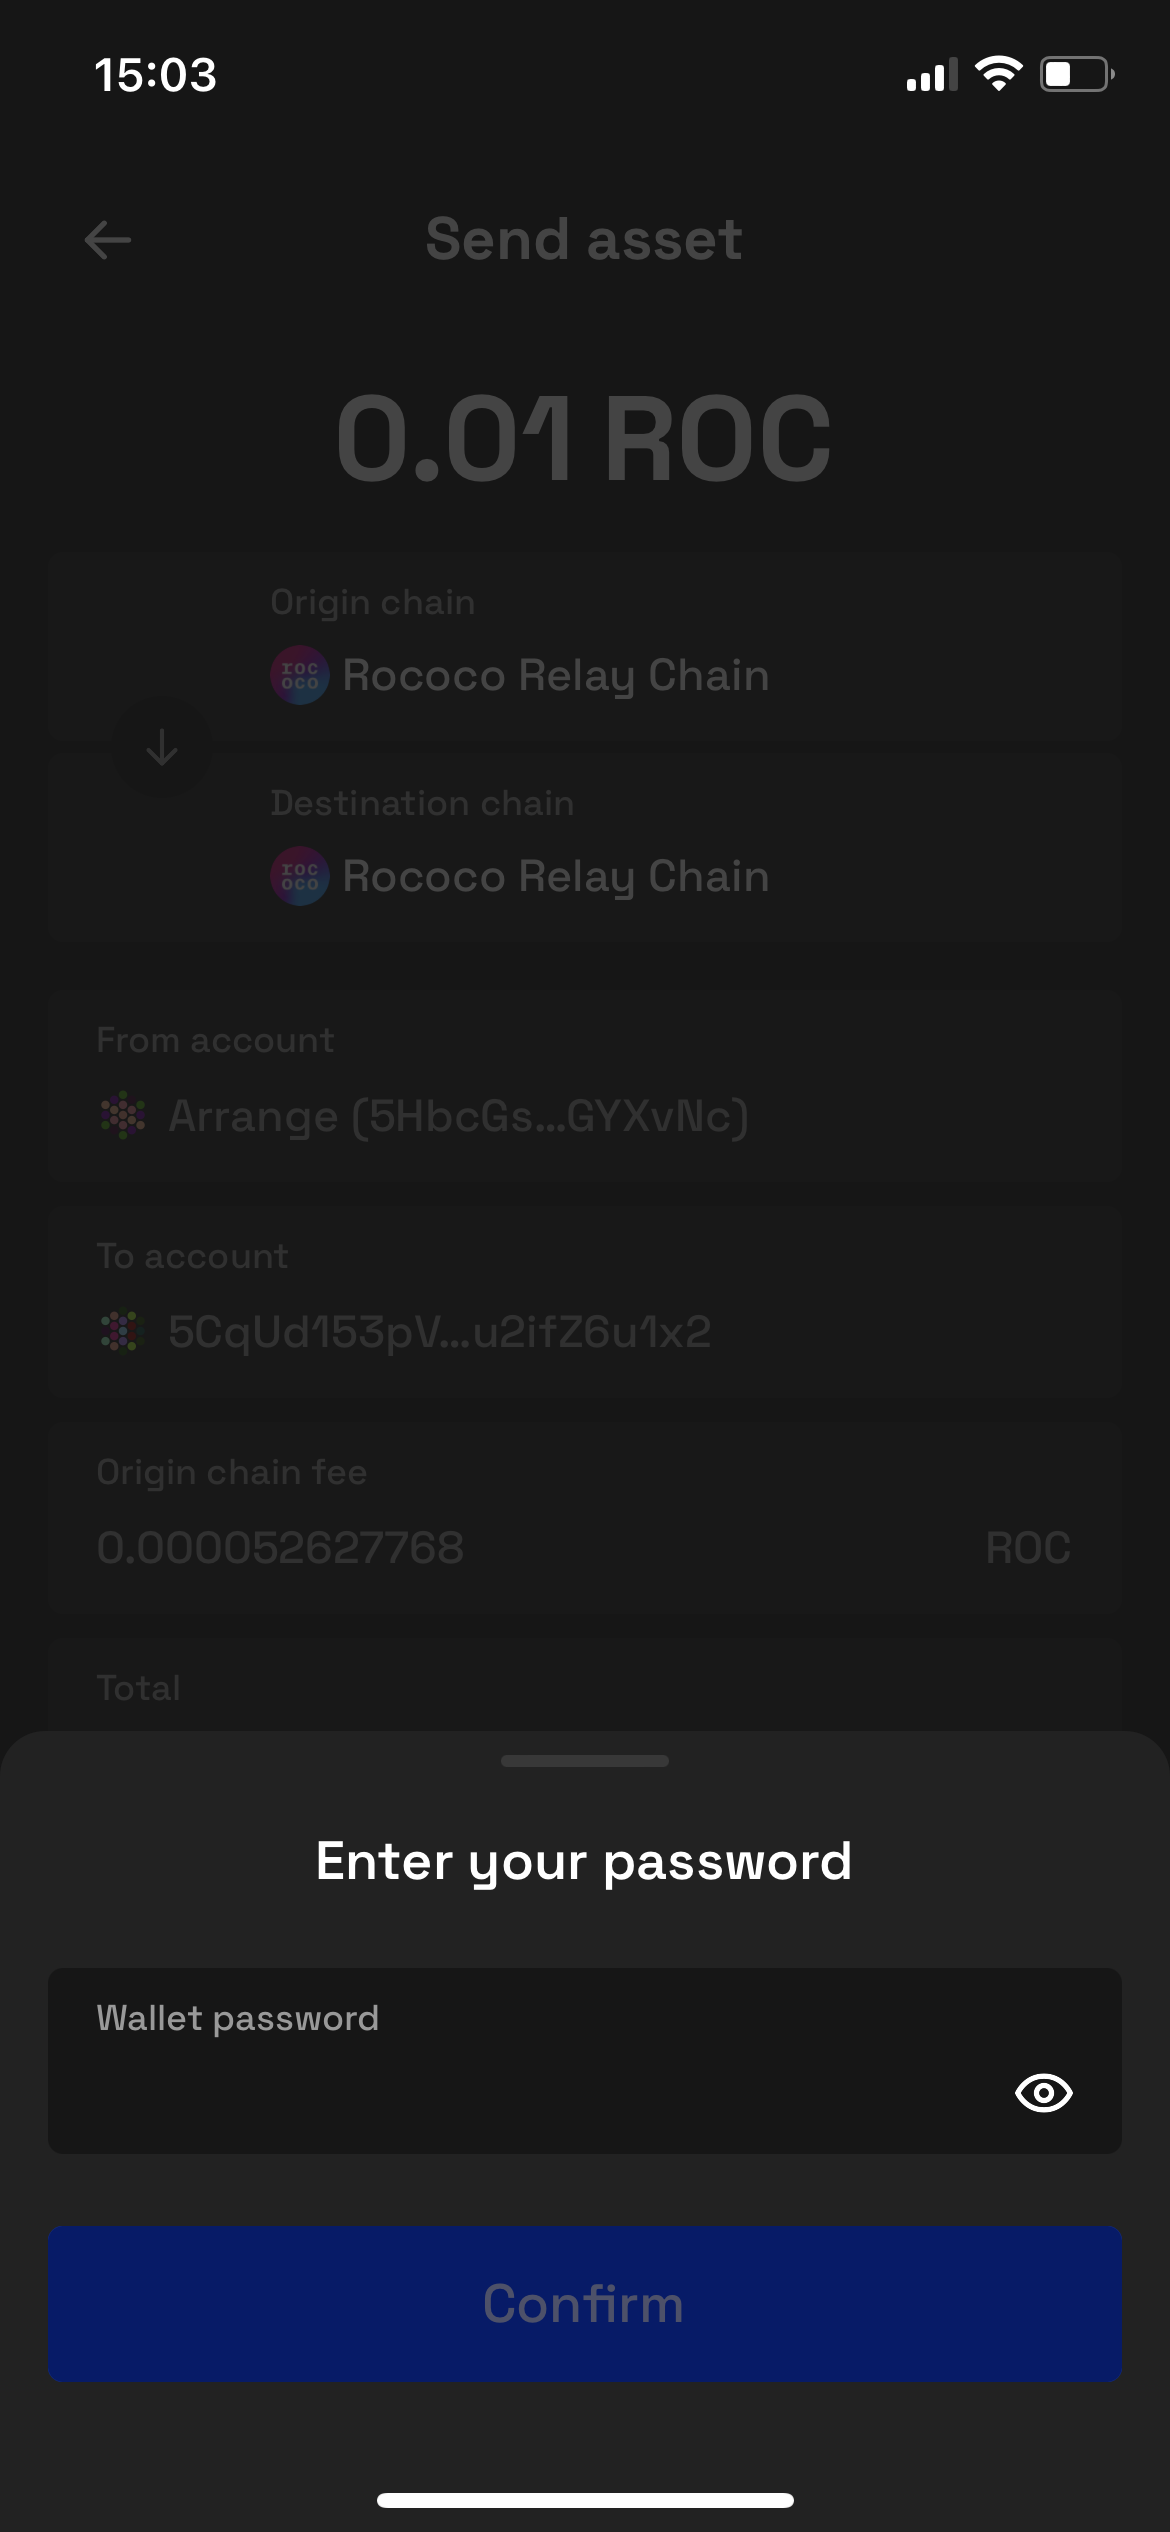 15:03
Send asset
0.01 ROC
Origin chain
roc
oco
Rococo Relay Chain
Destination chain
roc
oco
Rococo Relay Chain
From account
Arrange (5HbcGs...GYXvNc)
To account
5CqUd153pV...u2ifZ6u1x2
Origin chain fee
0.000052627768 ROC
Total
Enter your password
Wallet password
Confirm